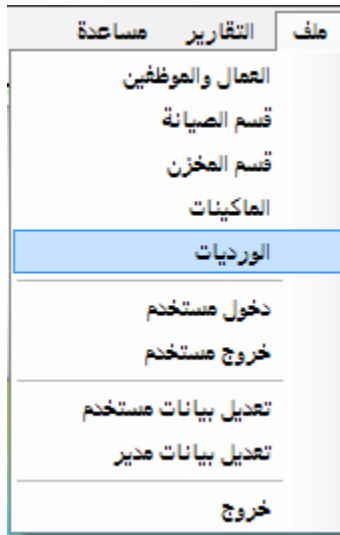 ملف التقارير مساعدة
العمال والموظفين
قسم الصيانة
قسم المخزن
الماكينات
الورديات
دخول مستخدم
خروج مستخدم
تعديل بيانات مستخدم
تعديل بيانات مدير
خروج